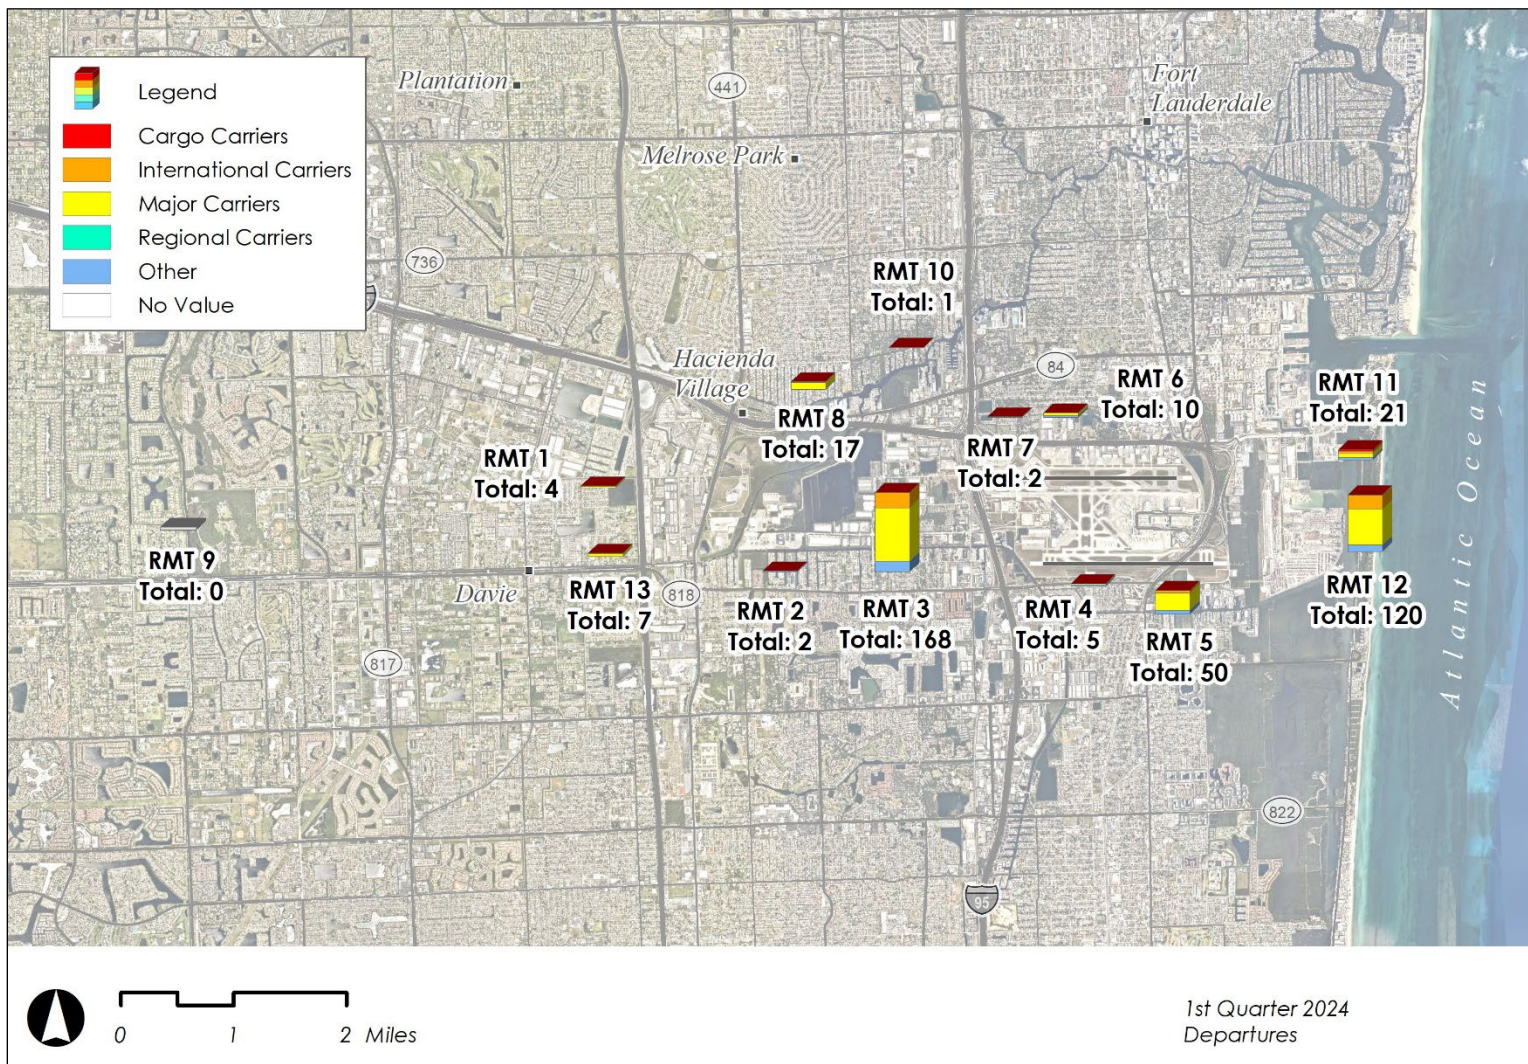 Legend
Cargo Carriers
International Carriers
Major Carriers
Regional Carriers
Other
No Value
Plantation
441
Fort
Lauderdale
Melrose Park
736
RMT 10
Total: 1
Hacienda
Village
84
RMT 6
Total: 10
RMT 11
Total: 21
RMT 8
Total: 17
RMT 7
Total: 2
RMT 1
Total: 4
RMT 9
Total: 0
Davie
RMT 13
Total: 7
818
RMT 2
Total: 2
RMT 3
Total: 168
RMT 4
Total: 5
RMT 5
Total: 50
RMT 12
Total: 120
Atlantic Ocean
817
822
95
0 1 2 Miles
1st Quarter 2024
Departures